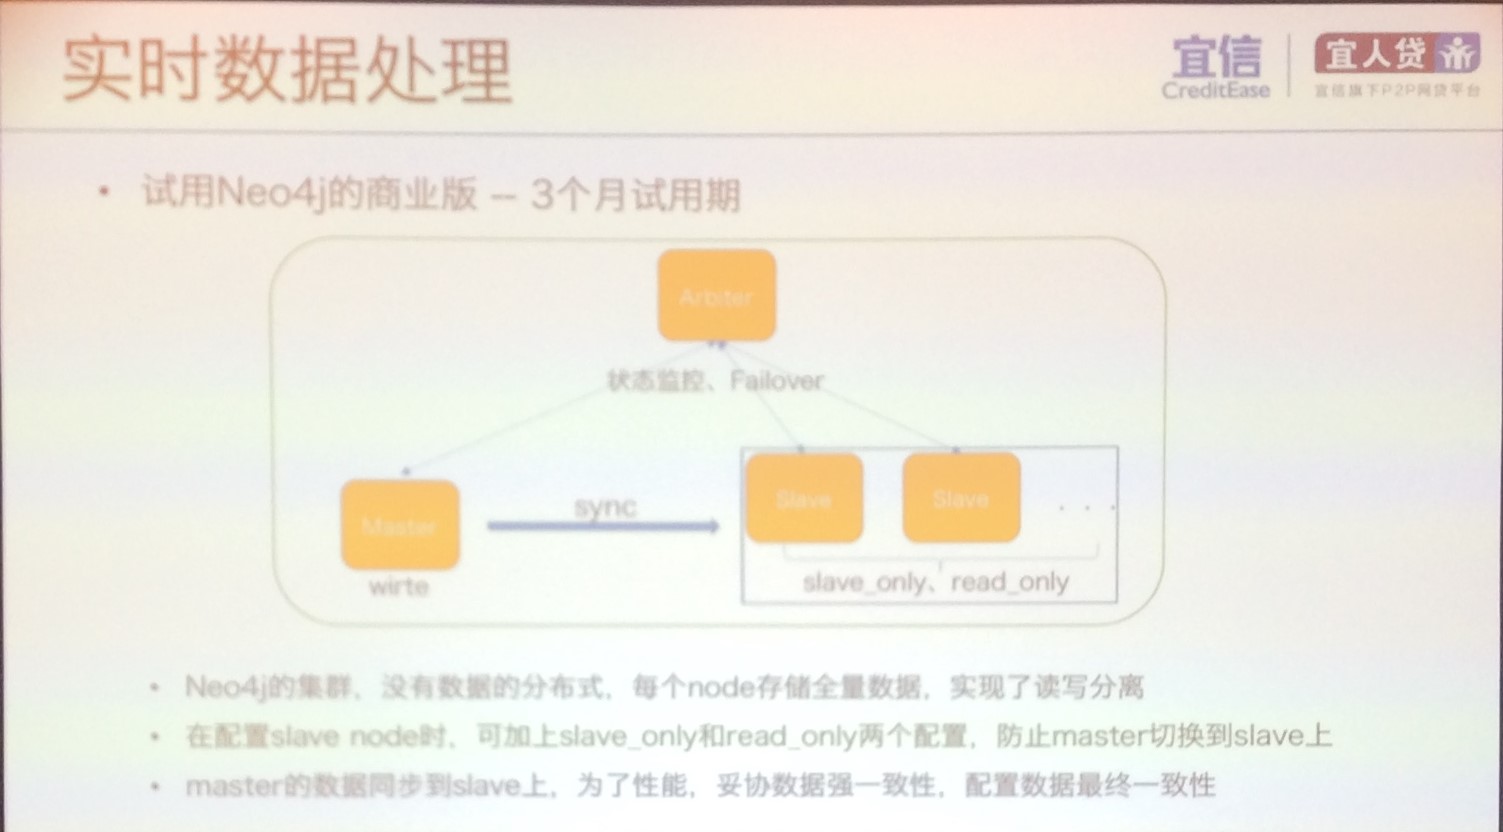 实时数据处理
宜信
CreditEase
宜人贷
宜信旗下P2P网贷平台
• 试用Neo4j的商业版 -- 3个月试用期
Arbiter
状态监控、Failover
Master
wirte
sync
Slave
Slave
. . .
slave_only、read_only
• Neo4j的集群，没有数据的分布式，每个node存储全量数据，实现了读写分离
• 在配置slave node时，可加上slave_only和read_only两个配置，防止master切换到slave上
• master的数据同步到slave上，为了性能，妥协数据强一致性，配置数据最终一致性